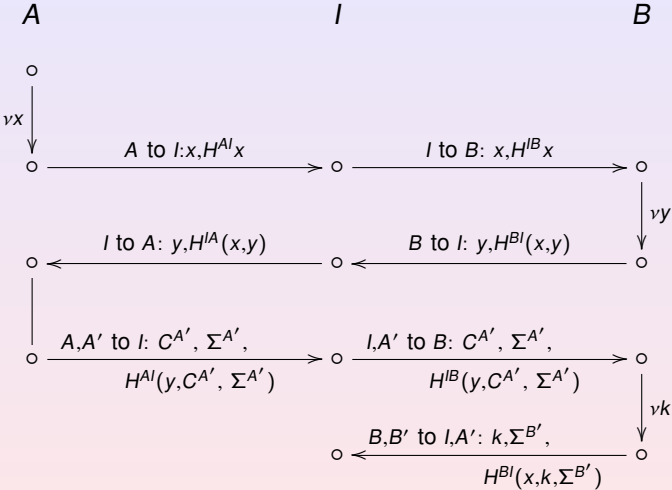 A I B
νx
A to I:x,H^{AI}x I to B: x,H^{IB}x
νy
I to A: y,H^{IA}(x,y) B to I: y,H^{BI}(x,y)
A,A′ to I: C^{A′}, Σ^{A′}, I,A′ to B: C^{A′}, Σ^{A′},
H^{AI}(y,C^{A′}, Σ^{A′}) H^{IB}(y,C^{A′}, Σ^{A′})
νk
B,B′ to I,A′: k,Σ^{B′},
H^{BI}(x,k,Σ^{B′})